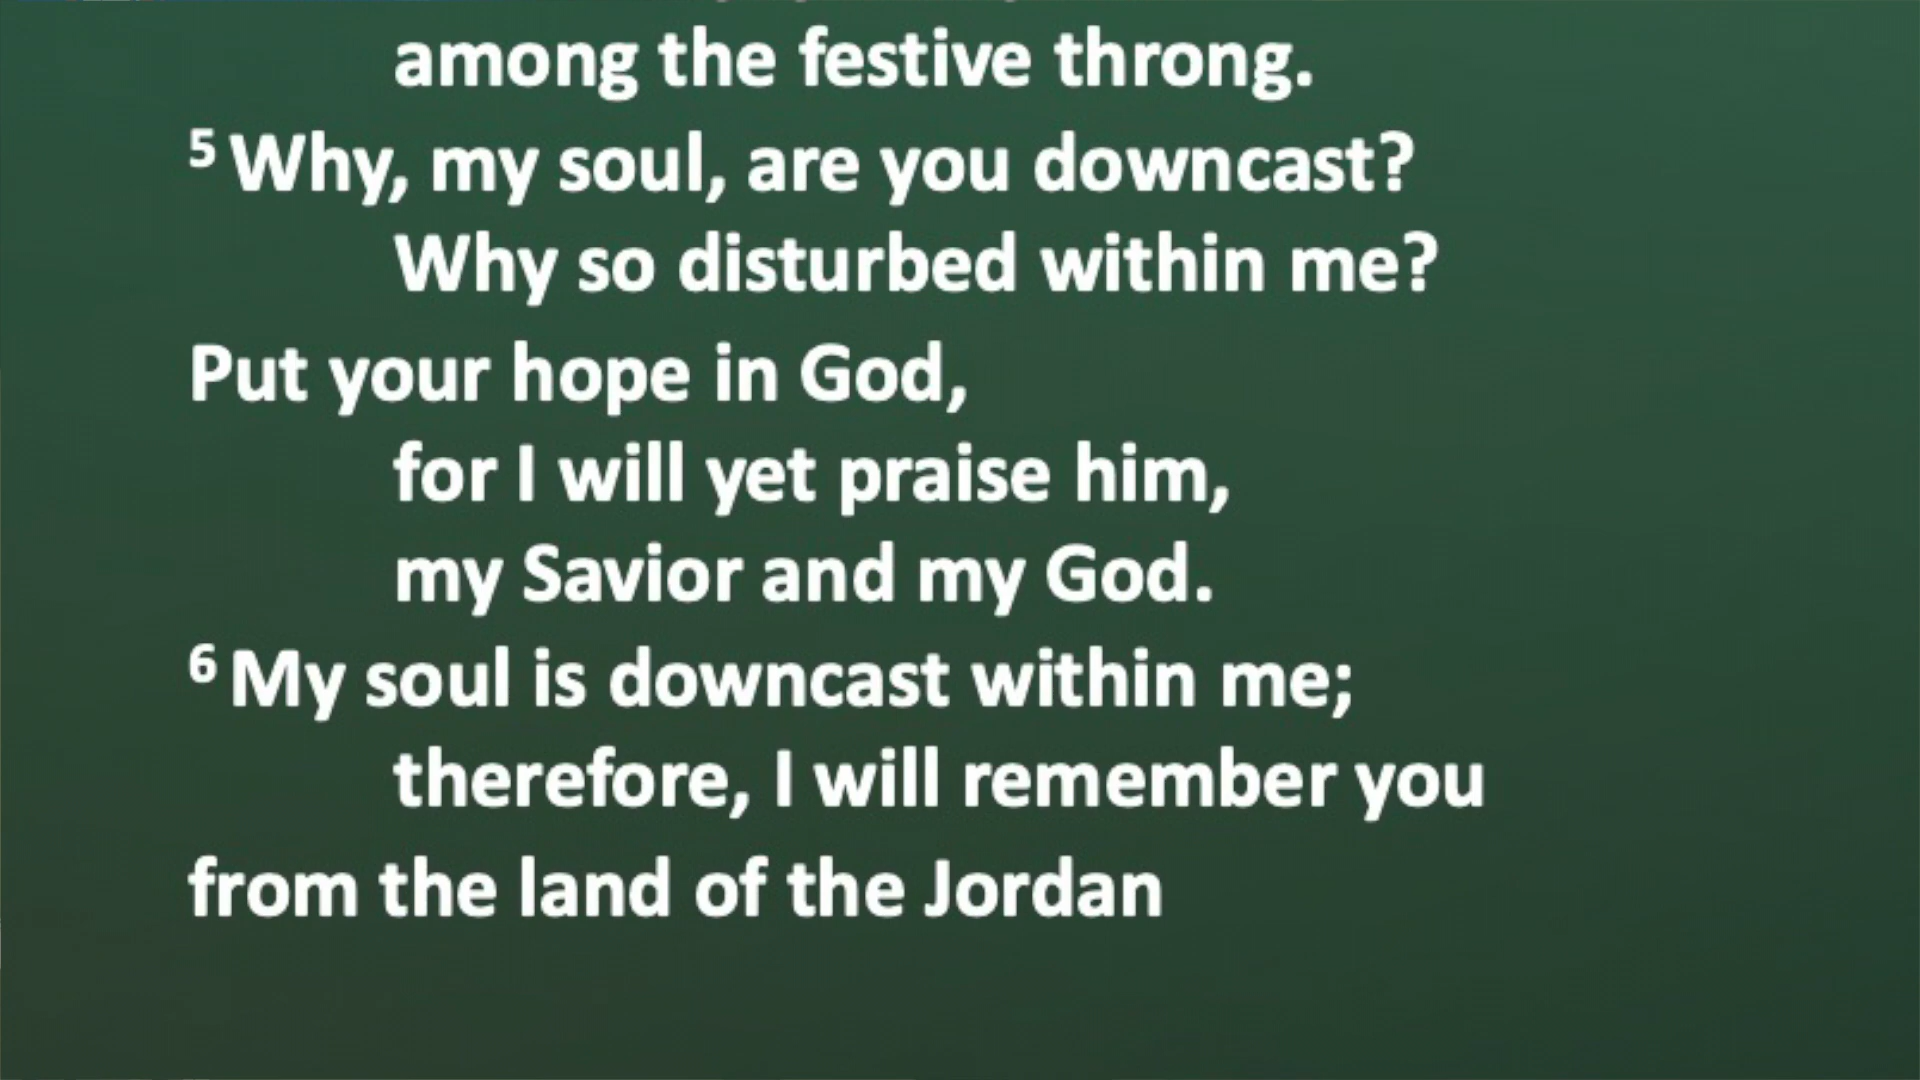 among the festive throng.
5 Why, my soul, are you downcast?
Why so disturbed within me?
Put your hope in God,
for I will yet praise him,
my Savior and my God.
6 My soul is downcast within me;
therefore, I will remember you
from the land of the Jordan